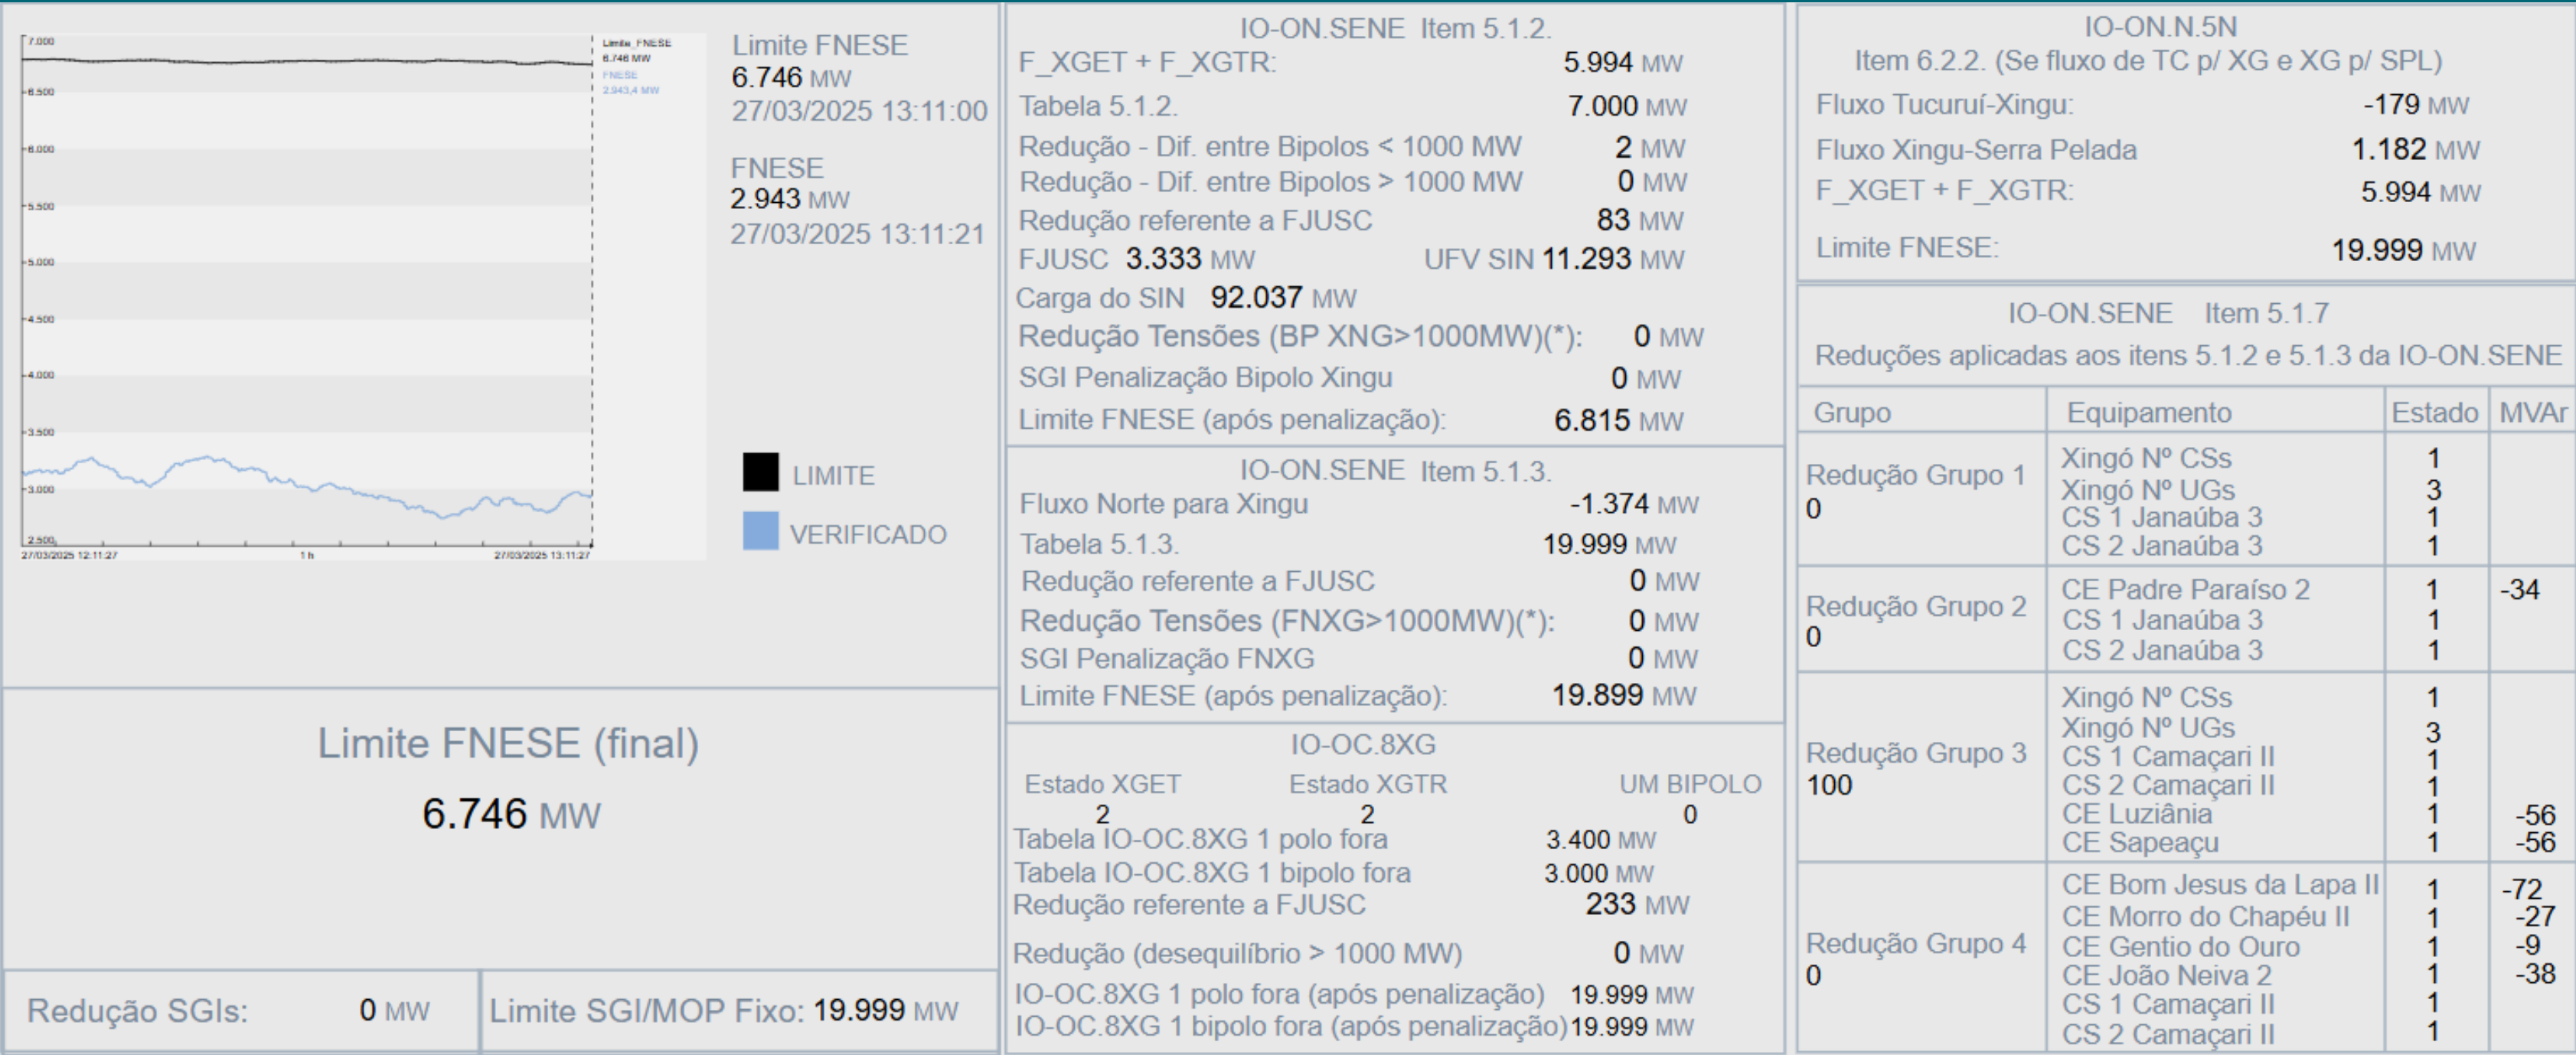 7.000
6.500
6.000
5.500
5.000
4.500
4.000
3.500
3.000
2.500
27/03/2025 12:11:27
1 h
27/03/2025 13:11:27
Limite_FNESE
6.746 MW
FNESE
2.943,4 MW
Limite FNESE
6.746 MW
27/03/2025 13:11:00
FNESE
2.943 MW
27/03/2025 13:11:21
LIMITE
VERIFICADO
Limite FNESE (final)
6.746 MW
Redução SGIs: 0 MW
Limite SGI/MOP Fixo: 19.999 MW
IO-ON.SENE Item 5.1.2.
F_XGET + F_XGTR: 5.994 MW
Tabela 5.1.2. 7.000 MW
Redução - Dif. entre Bipolos < 1000 MW 2 MW
Redução - Dif. entre Bipolos > 1000 MW 0 MW
Redução referente a FJUSC 83 MW
FJUSC 3.333 MW UFV SIN 11.293 MW
Carga do SIN 92.037 MW
Redução Tensões (BP XNG>1000MW)(*): 0 MW
SGI Penalização Bipolo Xingu 0 MW
Limite FNESE (após penalização): 6.815 MW
IO-ON.SENE Item 5.1.3.
Fluxo Norte para Xingu -1.374 MW
Tabela 5.1.3. 19.999 MW
Redução referente a FJUSC 0 MW
Redução Tensões (FNXG>1000MW)(*): 0 MW
SGI Penalização FNXG 0 MW
Limite FNESE (após penalização): 19.899 MW
IO-OC.8XG
Estado XGET Estado XGTR UM BIPOLO
2 2 0
Tabela IO-OC.8XG 1 polo fora 3.400 MW
Tabela IO-OC.8XG 1 bipolo fora 3.000 MW
Redução referente a FJUSC 233 MW
Redução (desequilíbrio > 1000 MW) 0 MW
IO-OC.8XG 1 polo fora (após penalização) 19.999 MW
IO-OC.8XG 1 bipolo fora (após penalização) 19.999 MW
IO-ON.N.5N
Item 6.2.2. (Se fluxo de TC p/ XG e XG p/ SPL)
Fluxo Tucuruí-Xingu: -179 MW
Fluxo Xingu-Serra Pelada 1.182 MW
F_XGET + F_XGTR: 5.994 MW
Limite FNESE: 19.999 MW
IO-ON.SENE Item 5.1.7
Reduções aplicadas aos itens 5.1.2 e 5.1.3 da IO-ON.SENE
Grupo Equipamento Estado MVAr
Redução Grupo 1
0
Xingó Nº CSs 1
Xingó Nº UGs 3
CS 1 Janaúba 3 1
CS 2 Janaúba 3 1
Redução Grupo 2
0
CE Padre Paraíso 2 1 -34
CS 1 Janaúba 3 1
CS 2 Janaúba 3 1
Redução Grupo 3
100
Xingó Nº CSs 1
Xingó Nº UGs 3
CS 1 Camaçari II 1
CS 2 Camaçari II 1
CE Luziânia 1 -56
CE Sapeaçu 1 -56
Redução Grupo 4
0
CE Bom Jesus da Lapa II 1 -72
CE Morro do Chapéu II 1 -27
CE Gentio do Ouro 1 -9
CE João Neiva 2 1 -38
CS 1 Camaçari II 1
CS 2 Camaçari II 1